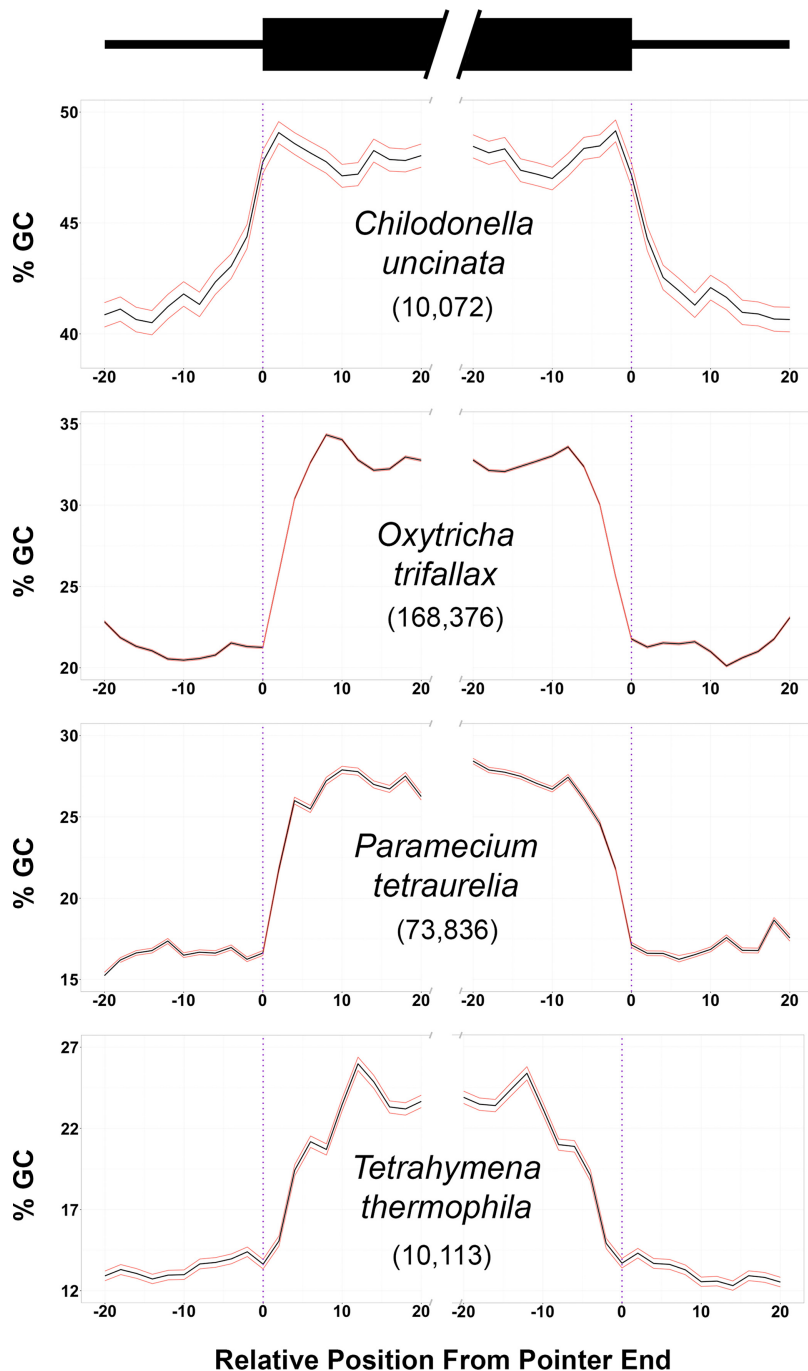 % GC
50
45
40
Chilodonella
uncinata
(10,072)
-20 -10 0 10 20 -20 -10 0 10 20
% GC
35
30
25
20
Oxytricha
trifallax
(168,376)
-20 -10 0 10 20 -20 -10 0 10 20
% GC
30
25
20
15
Paramecium
tetraurelia
(73,836)
-20 -10 0 10 20 -20 -10 0 10 20
% GC
27
22
17
12
Tetrahymena
thermophila
(10,113)
-20 -10 0 10 20 -20 -10 0 10 20
Relative Position From Pointer End